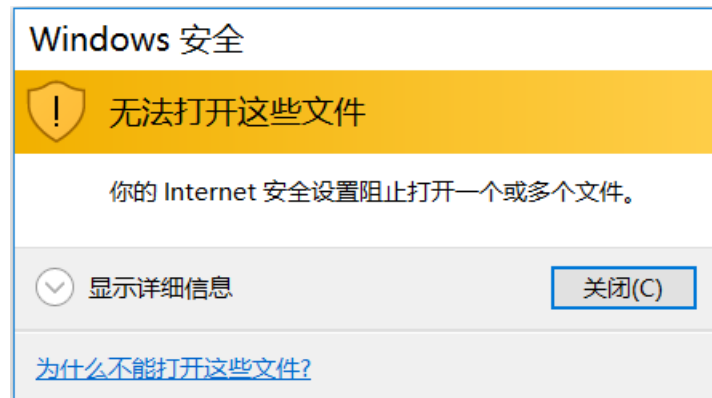 Windows 安全
无法打开这些文件
你的 Internet 安全设置阻止打开一个或多个文件。
显示详细信息
关闭(C)
为什么不能打开这些文件?